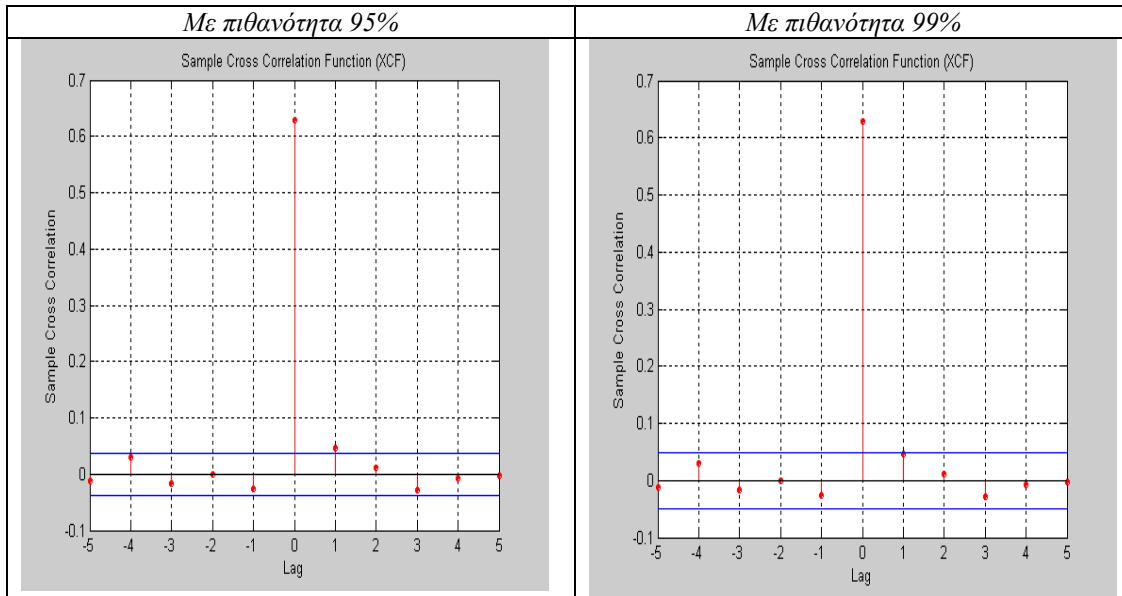 Με πιθανότητα 95%
Sample Cross Correlation Function (XCF)
Sample Cross Correlation
0.7
0.6
0.5
0.4
0.3
0.2
0.1
0
-0.1
-5 -4 -3 -2 -1 0 1 2 3 4 5
Lag
Με πιθανότητα 99%
Sample Cross Correlation Function (XCF)
Sample Cross Correlation
0.7
0.6
0.5
0.4
0.3
0.2
0.1
0
-0.1
-5 -4 -3 -2 -1 0 1 2 3 4 5
Lag